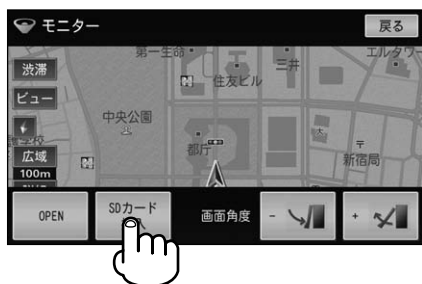 モニター
戻る
第一生命
三井
エルタワー
渋滞
住友ビル
ビュー
中央公園
都庁
広域
100m
新宿局
OPEN
SDカード
画面角度
-
+